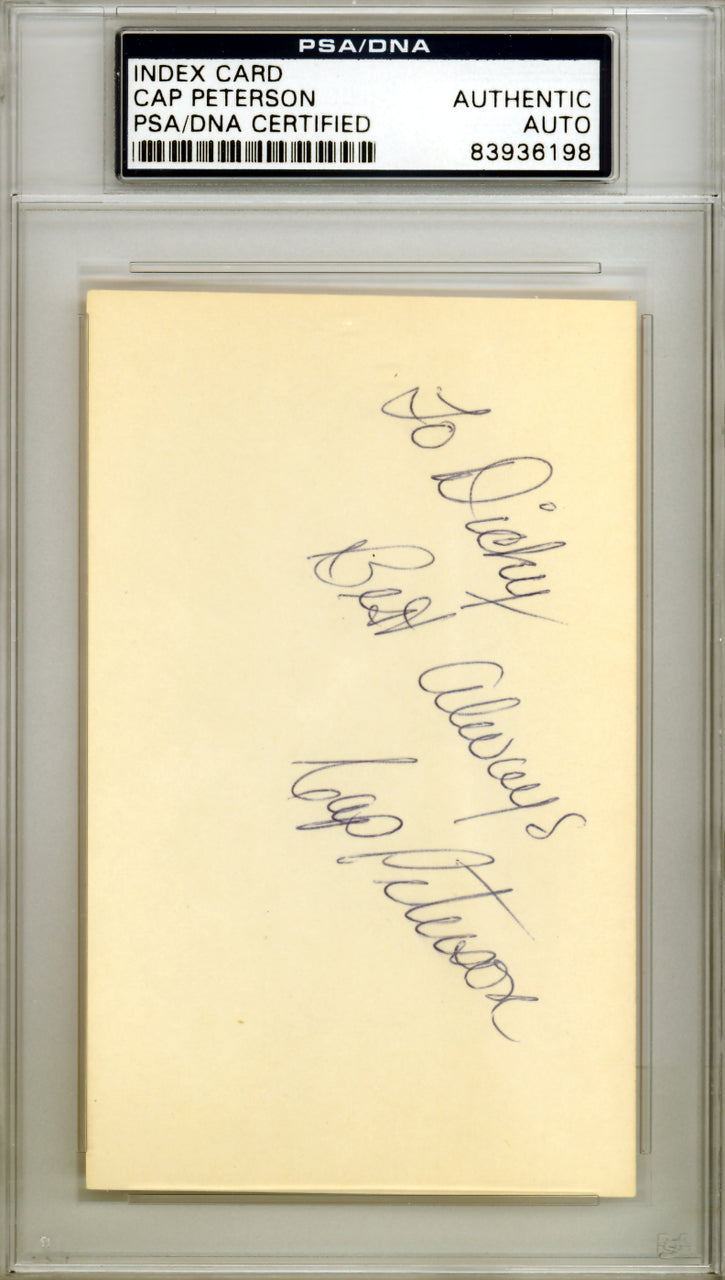 PSA/DNA
INDEX CARD
CAP PETERSON AUTHENTIC
PSA/DNA CERTIFIED AUTO
83936198
To Dicky
Best Always
Cap Peterson